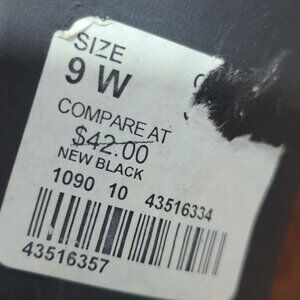 SIZE
9 W
COMPARE AT
$42.00
NEW BLACK
1090 10 43516334
43516357